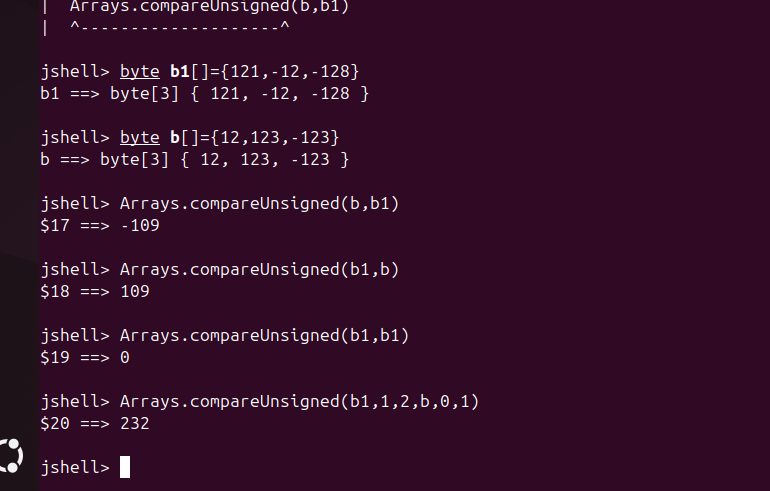 |  Arrays.compareUnsigned(b,b1)
|  ^--------------------^
jshell> byte b1[]={121,-12,-128}
b1 ==> byte[3] { 121, -12, -128 }
jshell> byte b[]={12,123,-123}
b ==> byte[3] { 12, 123, -123 }
jshell> Arrays.compareUnsigned(b,b1)
$17 ==> -109
jshell> Arrays.compareUnsigned(b1,b)
$18 ==> 109
jshell> Arrays.compareUnsigned(b1,b1)
$19 ==> 0
jshell> Arrays.compareUnsigned(b1,1,2,b,0,1)
$20 ==> 232
jshell>